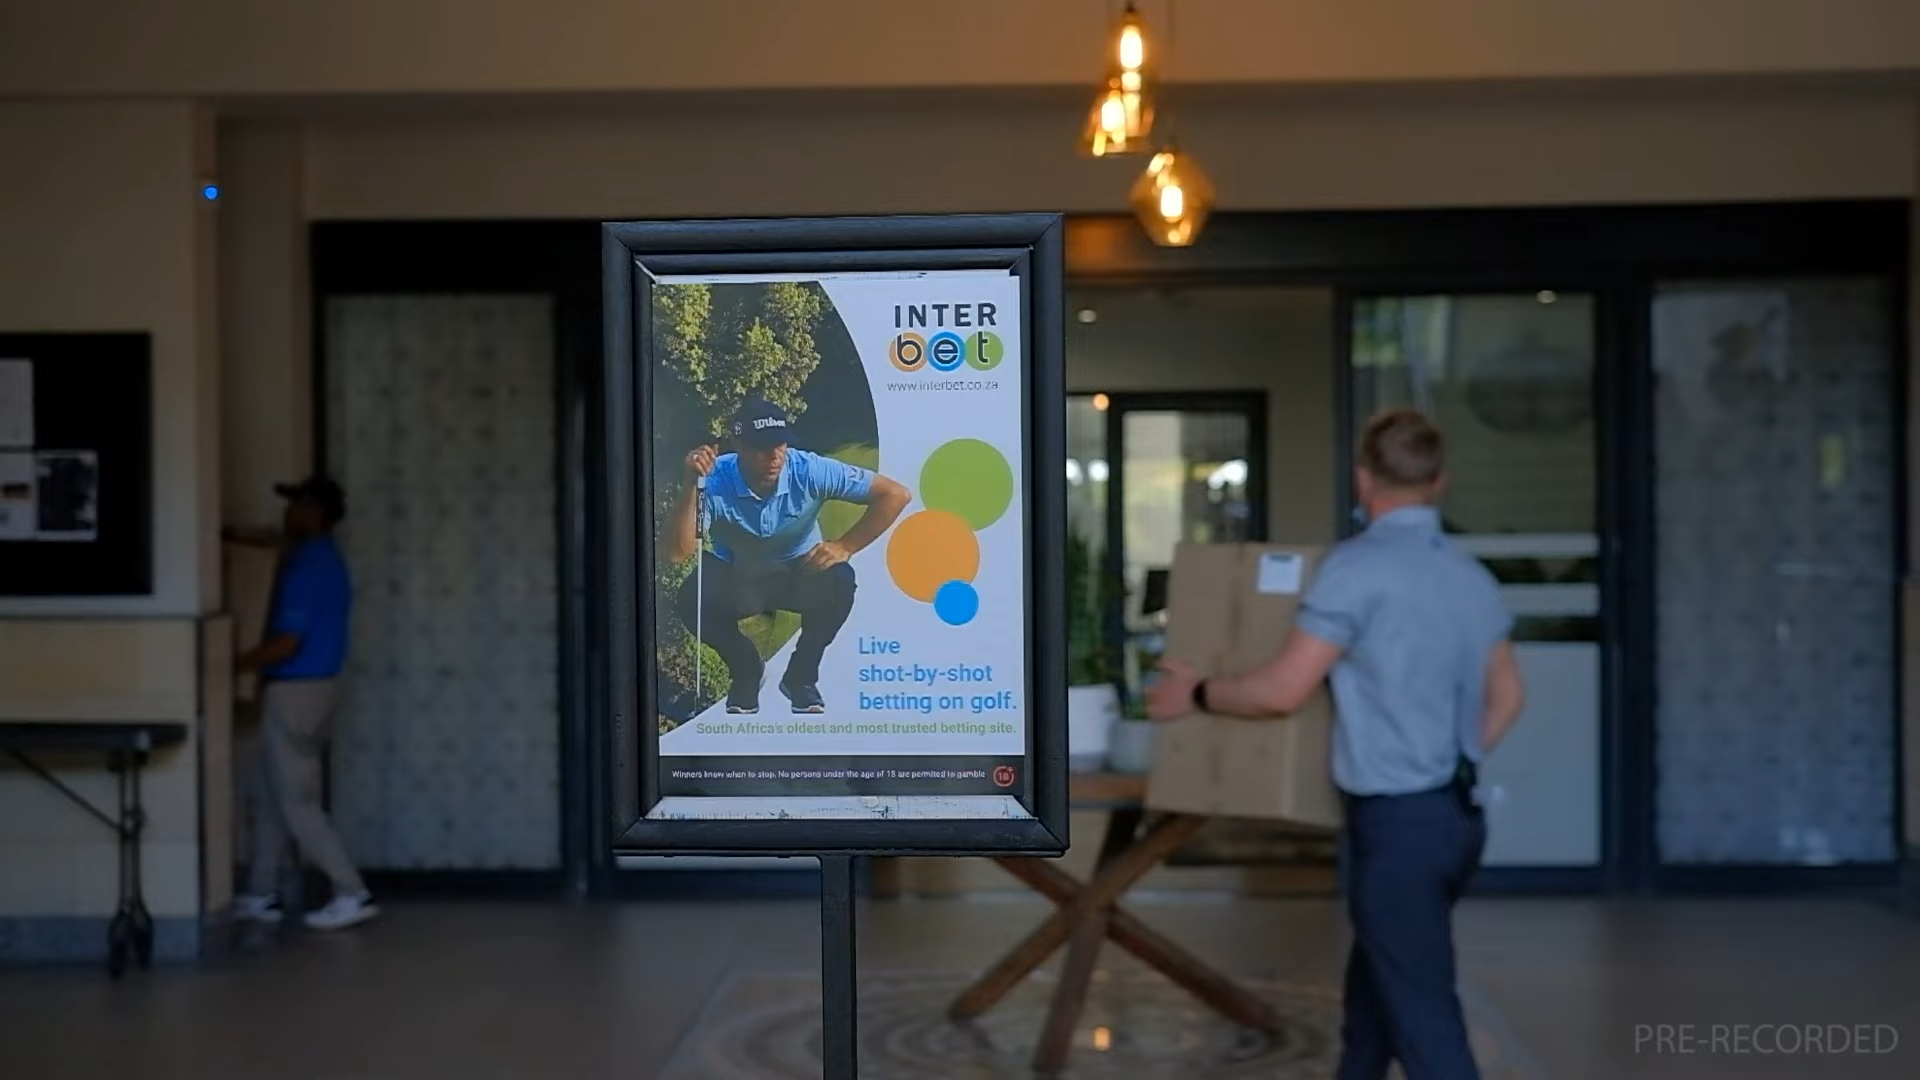 INTER
bet
www.interbet.co.za
Wilson
Live
shot-by-shot
betting on golf.
South Africa's oldest and most trusted betting site.
Winners know when to stop. No persons under the age of 18 are permitted to gamble
18+
PRE-RECORDED